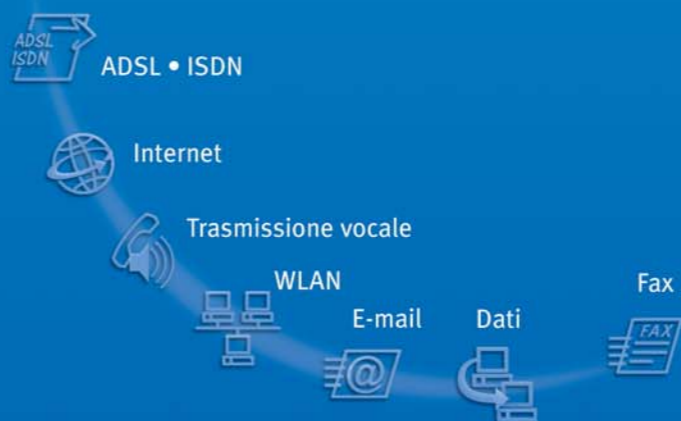 ADSL
ISDN
ADSL • ISDN
Internet
Trasmissione vocale
WLAN
Fax
E-mail
Dati
@
FAX